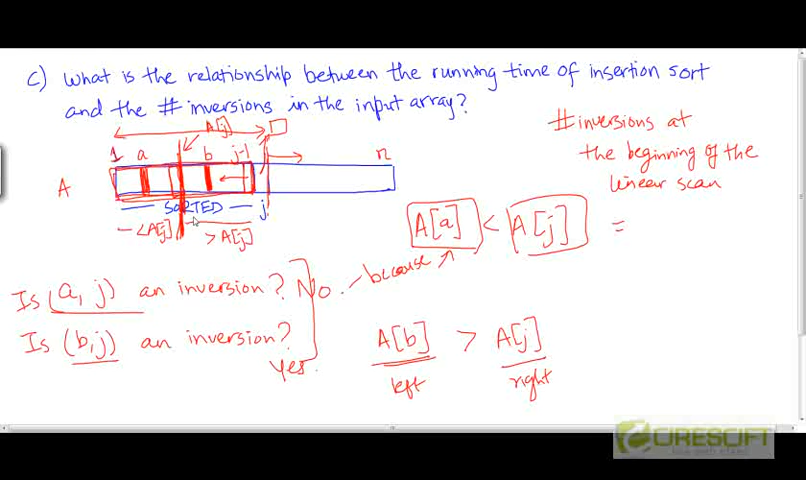 c) What is the relationship between the running time of insertion sort
and the # inversions in the input array?
A[j]
1 a b j-1 n
A
SORTED j
<A[j] > A[j]
#inversions at
the beginning of the
linear scan
A[a] < A[j] =
because
Is (a, j) an inversion? No.
Is (b,j) an inversion?
Yes.
A[b] > A[j]
left right
CIRESCIFT